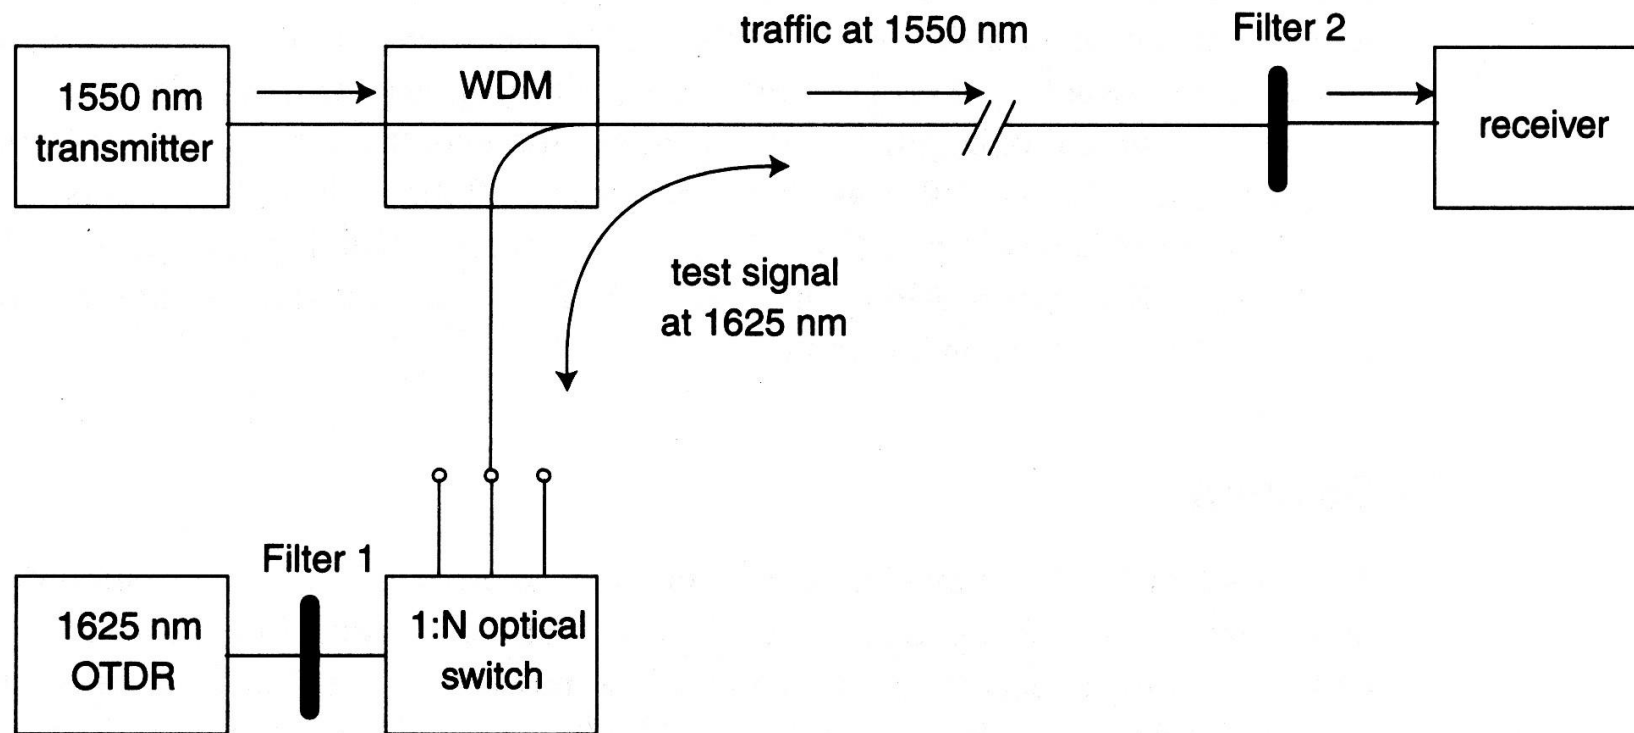 traffic at 1550 nm
Filter 2
1550 nm
transmitter
WDM
receiver
test signal
at 1625 nm
Filter 1
1625 nm
OTDR
1:N optical
switch